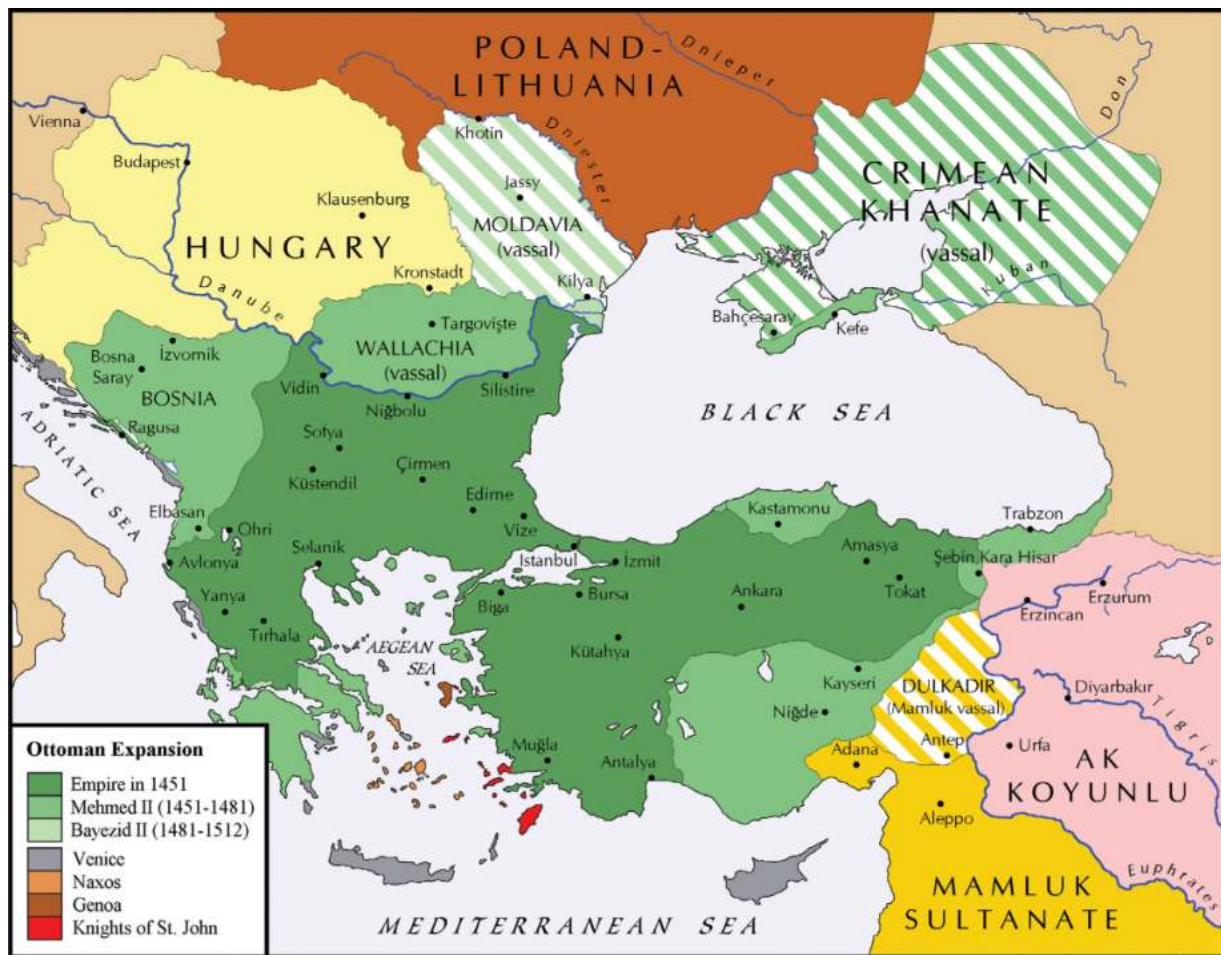 POLAND-
LITHUANIA
Dnieper
Don
Vienna
Khotin
Dniester
Budapest
CRIMEAN
KHANATE
(vassal)
Jassy
Klausenburg
MOLDAVIA
(vassal)
HUNGARY
Kuban
Kronstadt
Kilya
Danube
Bahçesaray
Kefe
Targovişte
İzvornik
WALLACHIA
(vassal)
Bosna
Saray
BOSNIA
Vidin
Silistire
Niğbolu
BLACK SEA
ADRIATIC SEA
Ragusa
Sofya
Çirmen
Küstendil
Edirne
Kastamonu
Elbasan
Ohri
Vize
Trabzon
Selanik
Istanbul
İzmit
Amasya
Şebin Kara Hisar
Avlonya
Tokat
Erzurum
Biga
Bursa
Ankara
Erzincan
Yanya
Tırhala
AEGEAN
SEA
Kütahya
Kayseri
DULKADIR
(Mamluk vassal)
Diyarbakır
Tigris
Niğde
Ottoman Expansion
Empire in 1451
Mehmed II (1451-1481)
Bayezid II (1481-1512)
Venice
Naxos
Genoa
Knights of St. John
Muğla
Antalya
Adana
Antep
Urfa
AK
KOYUNLU
Aleppo
Euphrates
MAMLUK
SULTANATE
MEDITERRANEAN SEA